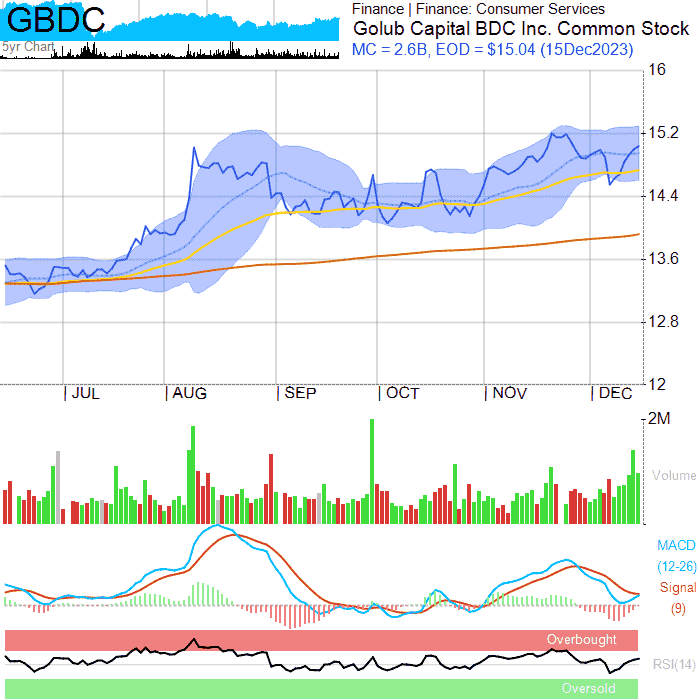 GBDC
5yr Chart
Finance | Finance: Consumer Services
Golub Capital BDC Inc. Common Stock
MC = 2.6B, EOD = $15.04 (15Dec2023)
16
15.2
14.4
13.6
12.8
12
JUL AUG SEP OCT NOV DEC
2M
Volume
MACD
(12-26)
Signal
(9)
Overbought
RSI(14)
Oversold